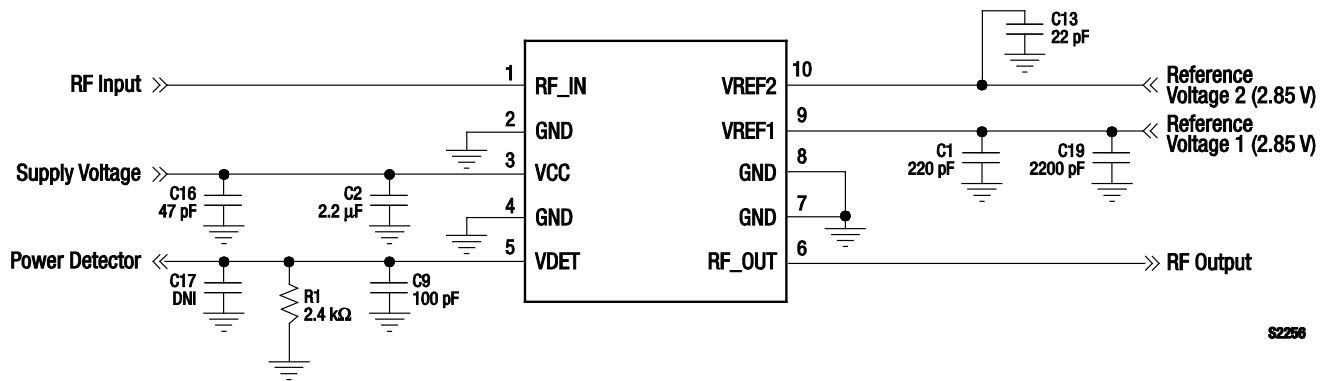 C13
22 pF
RF Input
1
RF_IN
VREF2
10
Reference
Voltage 2 (2.85 V)
2
GND
VREF1
9
Reference
Voltage 1 (2.85 V)
Supply Voltage
3
VCC
GND
8
C1
220 pF
C19
2200 pF
C16
47 pF
C2
2.2 µF
4
GND
GND
7
Power Detector
5
VDET
RF_OUT
6
RF Output
C17
DNI
R1
2.4 kΩ
C9
100 pF
S2256